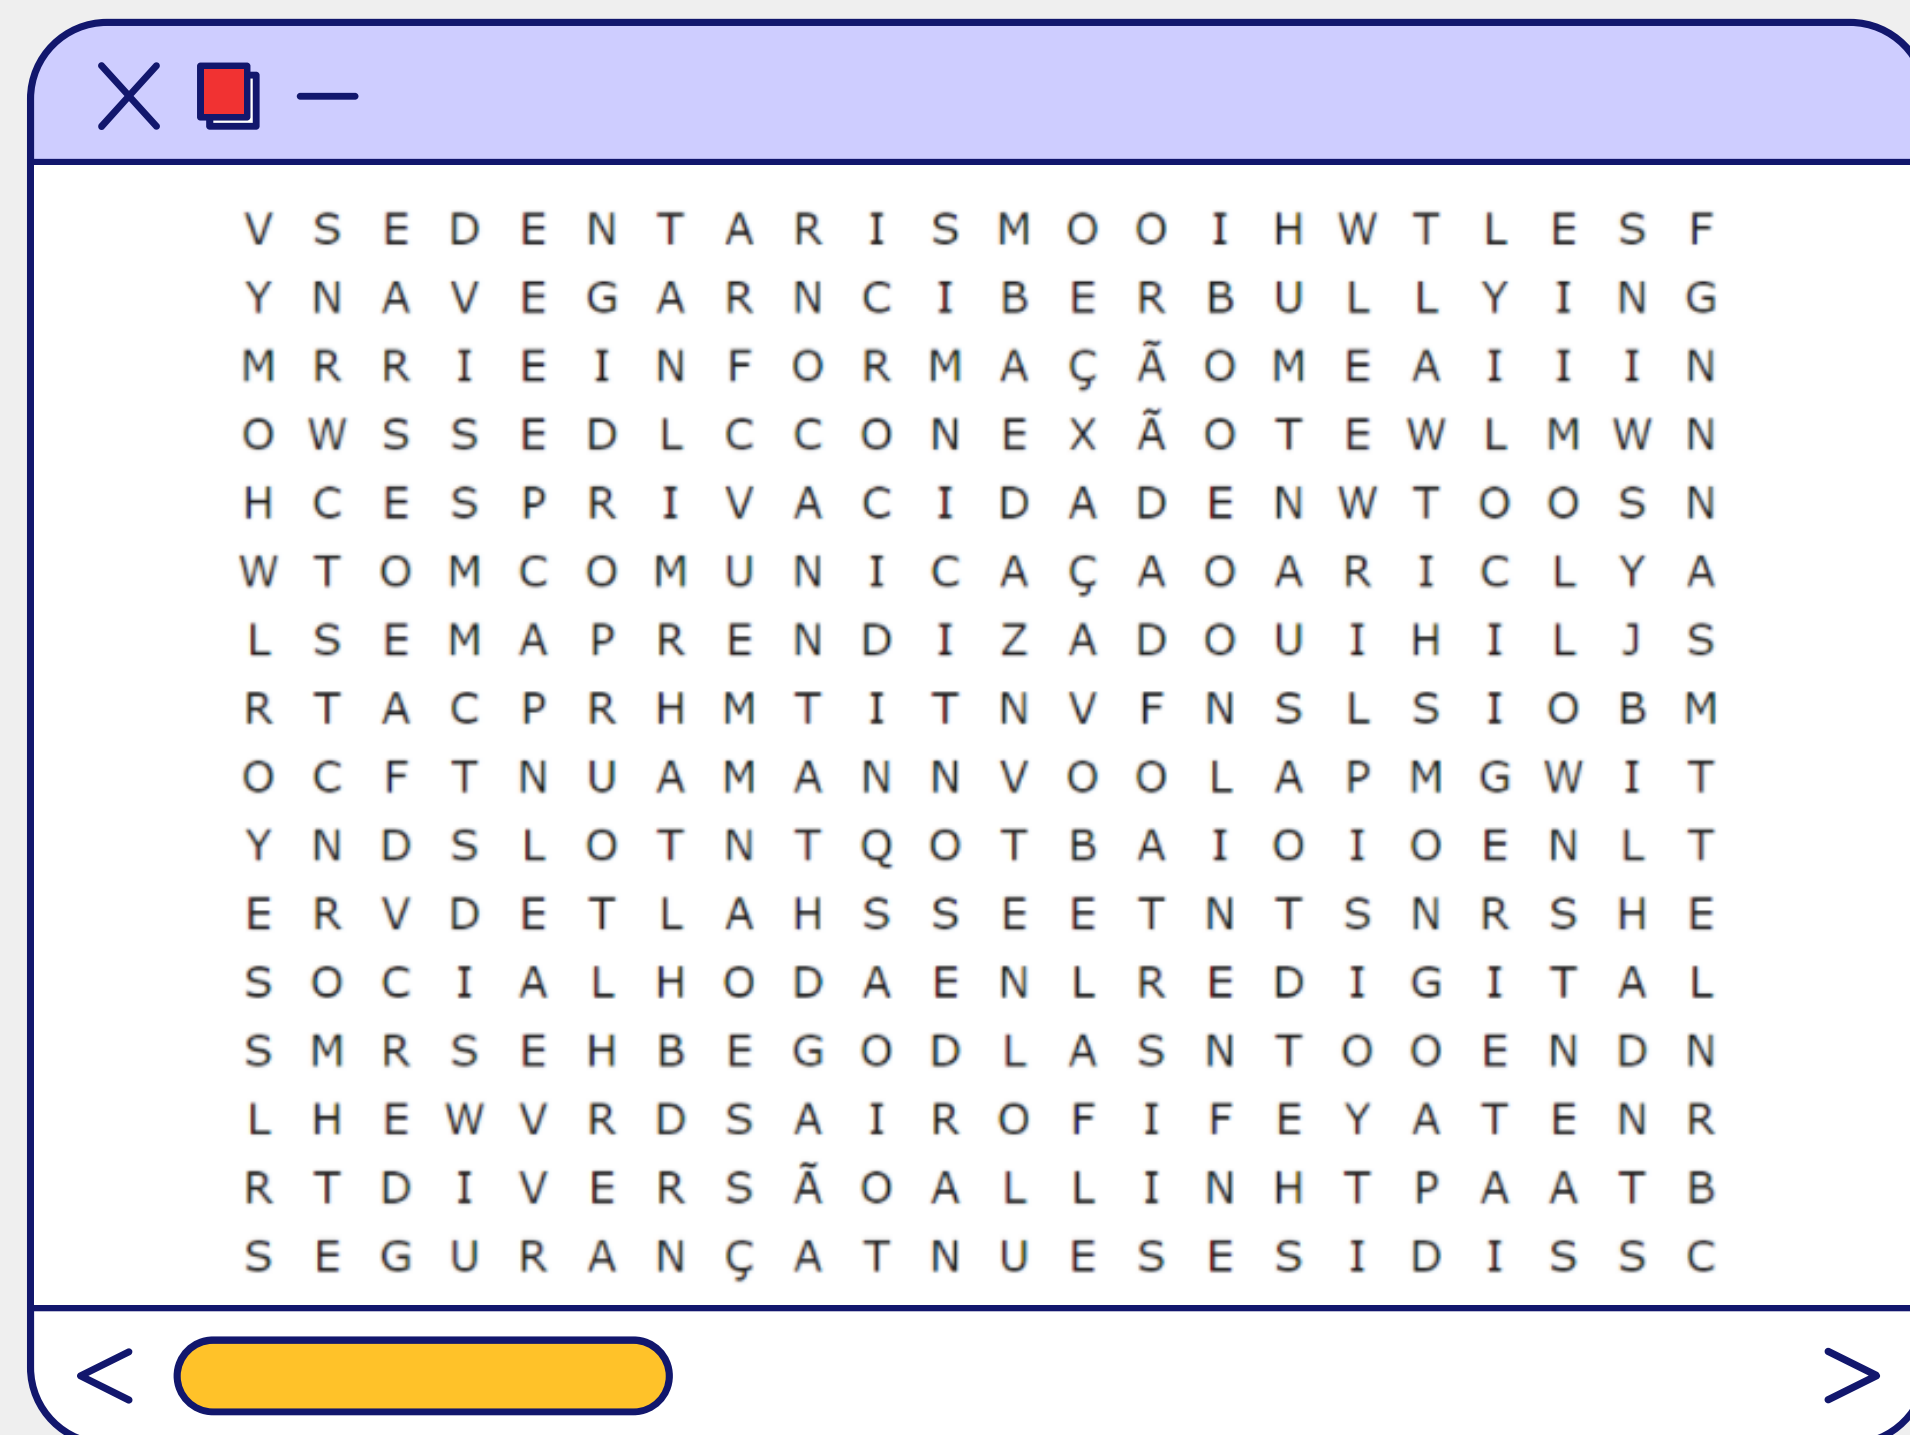 V S E D E N T A R I S M O O I H W T L E S F
Y N A V E G A R N C I B E R B U L L Y I N G
M R R I E I N F O R M A Ç Ã O M E A I I I N
O W S S E D L C C O N E X Ã O T E W L M W N
H C E S P R I V A C I D A D E N W T O O S N
W T O M C O M U N I C A Ç A O A R I C L Y A
L S E M A P R E N D I Z A D O U I H I L J S
R T A C P R H M T I T N V F N S L S I O B M
O C F T N U A M A N N V O O L A P M G W I T
Y N D S L O T N T Q O T B A I O I O E N L T
E R V D E T L A H S S E E T N T S N R S H E
S O C I A L H O D A E N L R E D I G I T A L
S M R S E H B E G O D L A S N T O O E N D N
L H E W V R D S A I R O F I F E Y A T E N R
R T D I V E R S Ã O A L L I N H T P A A T B
S E G U R A N Ç A T N U E S E S I D I S S C